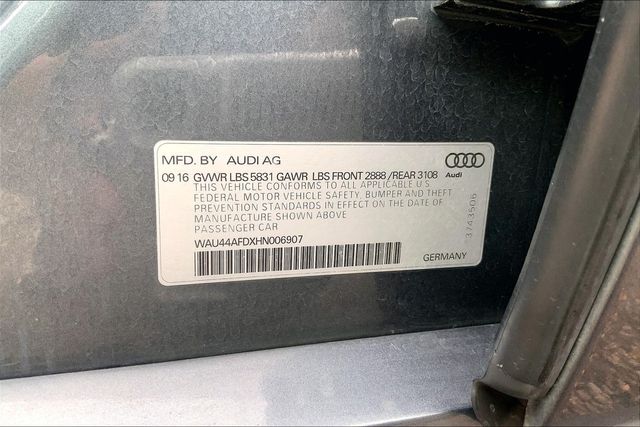 MFD. BY AUDI AG
09 16 GVWR LBS 5831 GAWR LBS FRONT 2888 /REAR 3108
THIS VEHICLE CONFORMS TO ALL APPLICABLE U S
FEDERAL MOTOR VEHICLE SAFETY, BUMPER AND THEFT
PREVENTION STANDARDS IN EFFECT ON THE DATE OF
MANUFACTURE SHOWN ABOVE
PASSENGER CAR
WAU44AFDXHN006907
Audi
3743506
GERMANY